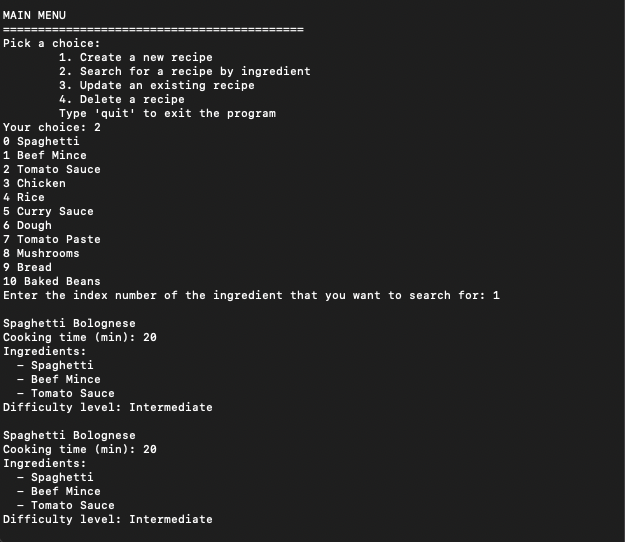 MAIN MENU
===========================================
Pick a choice:
        1. Create a new recipe
        2. Search for a recipe by ingredient
        3. Update an existing recipe
        4. Delete a recipe
        Type 'quit' to exit the program
Your choice: 2
0 Spaghetti
1 Beef Mince
2 Tomato Sauce
3 Chicken
4 Rice
5 Curry Sauce
6 Dough
7 Tomato Paste
8 Mushrooms
9 Bread
10 Baked Beans
Enter the index number of the ingredient that you want to search for: 1

Spaghetti Bolognese
Cooking time (min): 20
Ingredients:
  – Spaghetti
  – Beef Mince
  – Tomato Sauce
Difficulty level: Intermediate

Spaghetti Bolognese
Cooking time (min): 20
Ingredients:
  – Spaghetti
  – Beef Mince
  – Tomato Sauce
Difficulty level: Intermediate